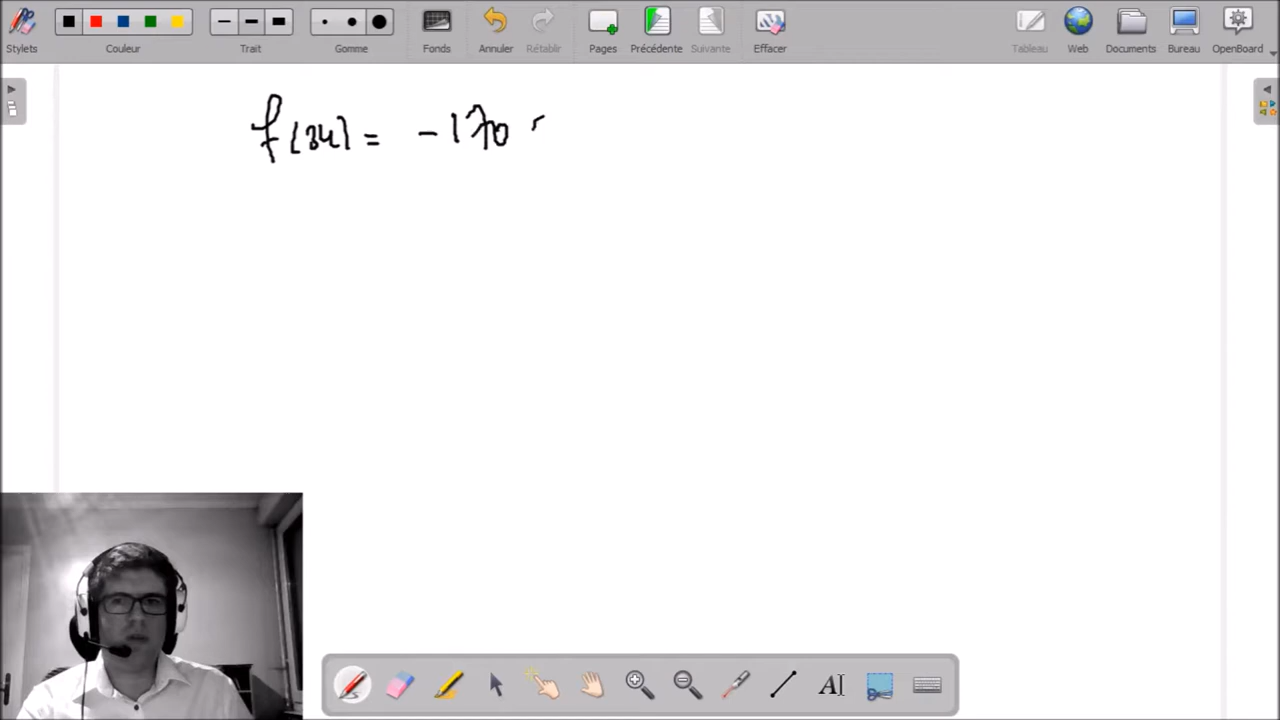 Stylets
Couleur
Trait
Gomme
Fonds
Annuler
Rétablir
Pages
Précédente
Suivante
Effacer
Tableau
Web
Documents
Bureau
OpenBoard
f(34) = -170